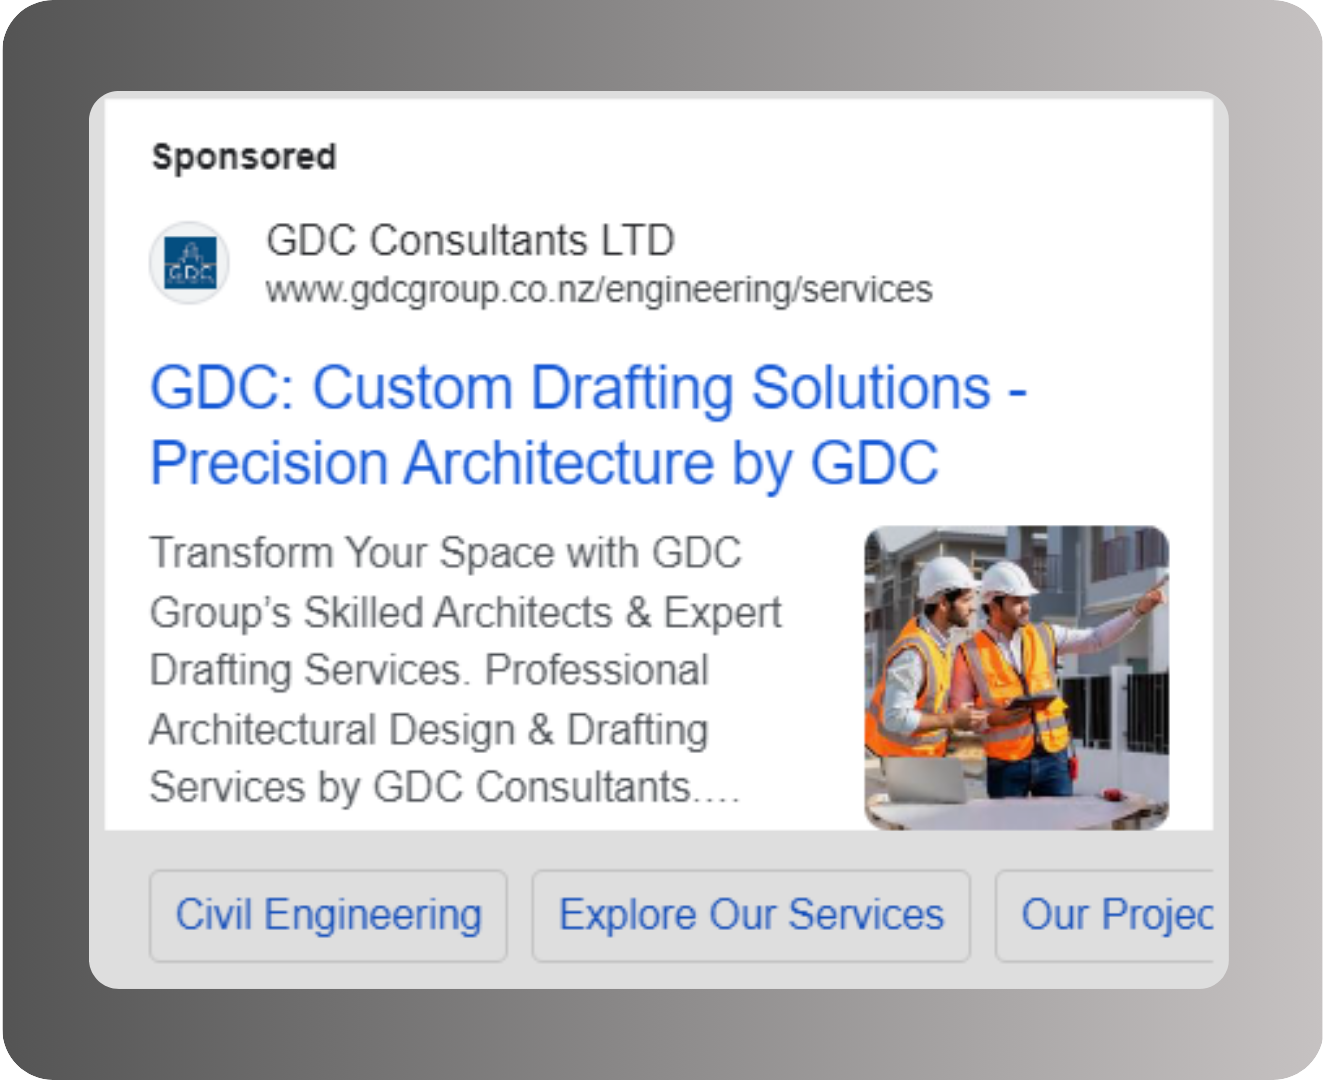 Sponsored
GDC
GDC Consultants LTD
www.gdcgroup.co.nz/engineering/services
GDC: Custom Drafting Solutions -
Precision Architecture by GDC
Transform Your Space with GDC
Group’s Skilled Architects & Expert
Drafting Services. Professional
Architectural Design & Drafting
Services by GDC Consultants....
Civil Engineering
Explore Our Services
Our Projec